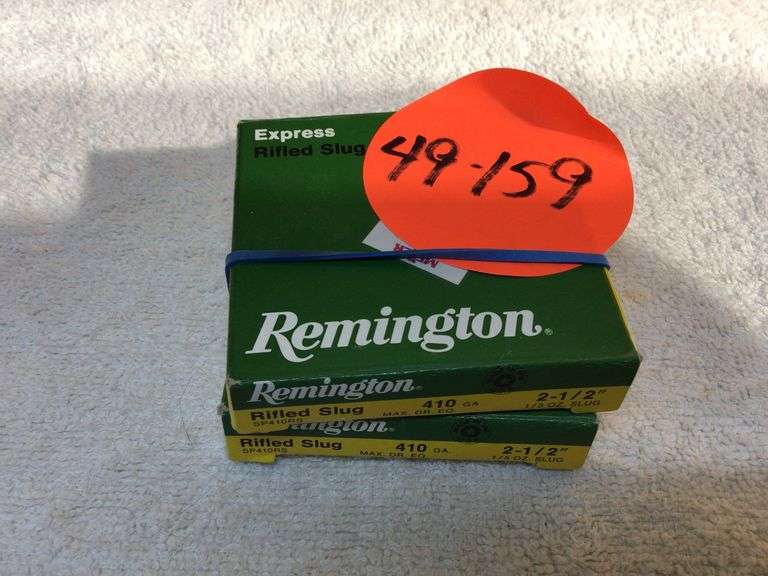 Express
Rifled Slug
49-159
MEYER
Remington®
Remington®
Rifled Slug 410 GA. 2-1/2"
SP410RS MAX. DR. EQ. 1/5 OZ. SLUG
Rifled Slug 410 GA. 2-1/2"
SP410RS MAX. DR. EQ. 1/5 OZ. SLUG